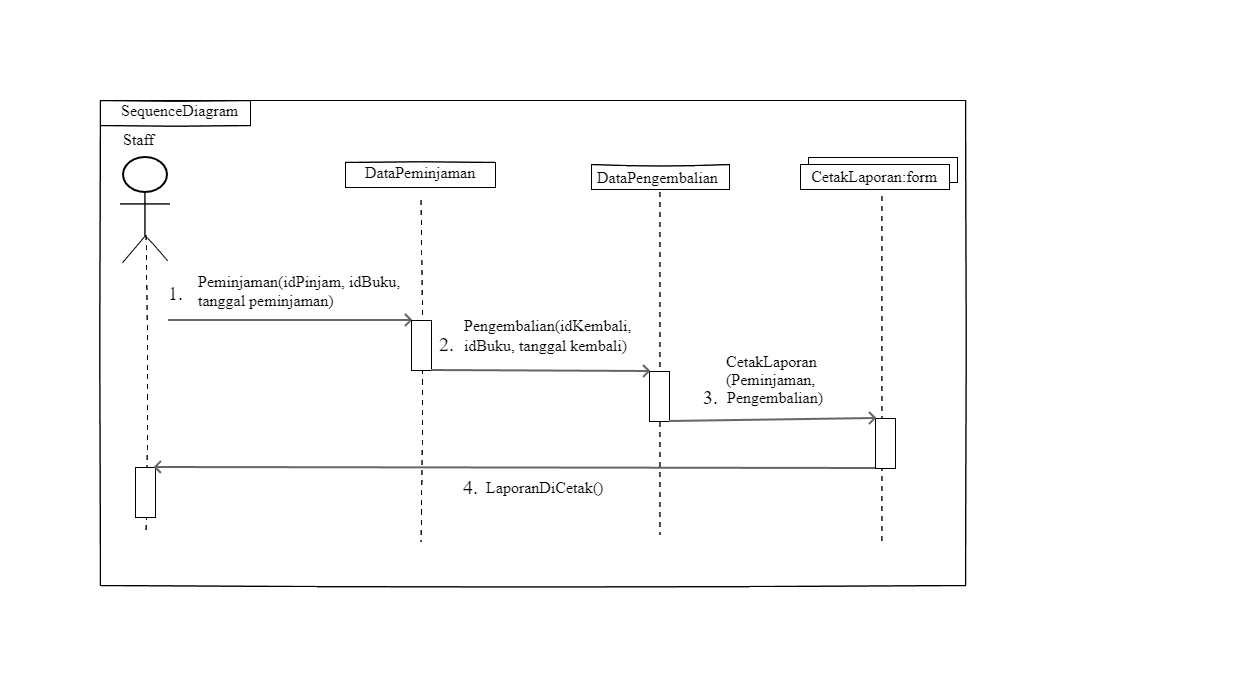 SequenceDiagram
Staff
DataPeminjaman
DataPengembalian
CetakLaporan:form
1. Peminjaman(idPinjam, idBuku,
tanggal peminjaman)
2. Pengembalian(idKembali,
idBuku, tanggal kembali)
CetakLaporan
(Peminjaman,
3. Pengembalian)
4. LaporanDiCetak()